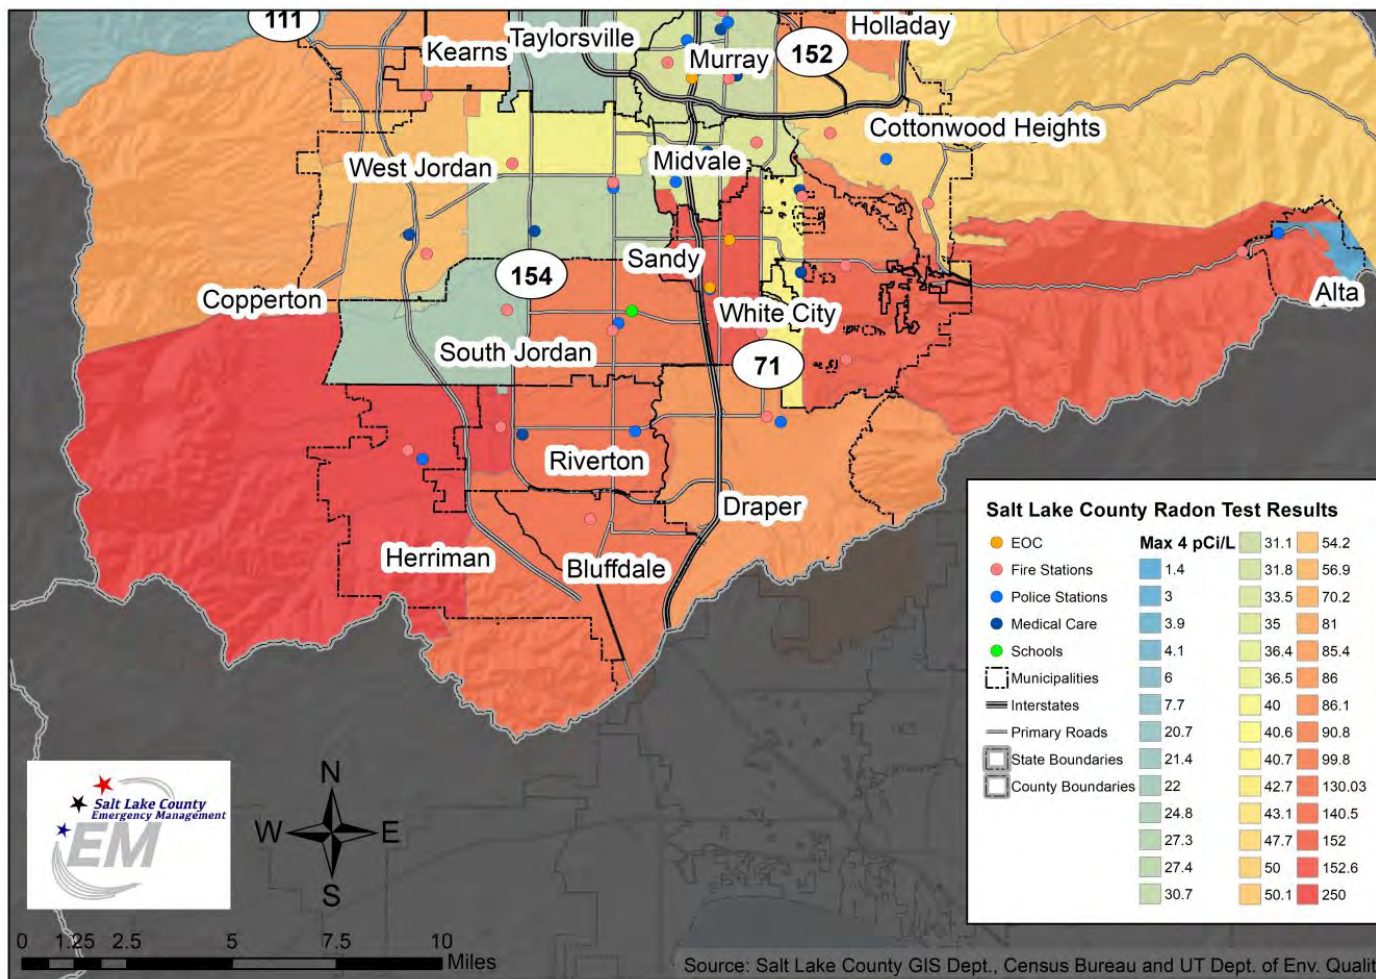 111
Kearns
Taylorsville
Murray
152
Holladay
Cottonwood Heights
West Jordan
Midvale
Sandy
154
Copperton
White City
Alta
South Jordan
71
Riverton
Draper
Herriman
Bluffdale
Salt Lake County Radon Test Results
EOC
Fire Stations
Police Stations
Medical Care
Schools
Municipalities
Interstates
Primary Roads
State Boundaries
County Boundaries
Max 4 pCi/L
1.4
3
3.9
4.1
6
7.7
20.7
21.4
22
24.8
27.3
27.4
30.7
31.1
31.8
33.5
35
36.4
36.5
40
40.6
40.7
42.7
43.1
47.7
50
50.1
54.2
56.9
70.2
81
85.4
86
86.1
90.8
99.8
130.03
140.5
152
152.6
250
Salt Lake County
Emergency Management
EM
N
W E
S
0 1.25 2.5 5 7.5 10
Miles
Source: Salt Lake County GIS Dept., Census Bureau and UT Dept. of Env. Qualit